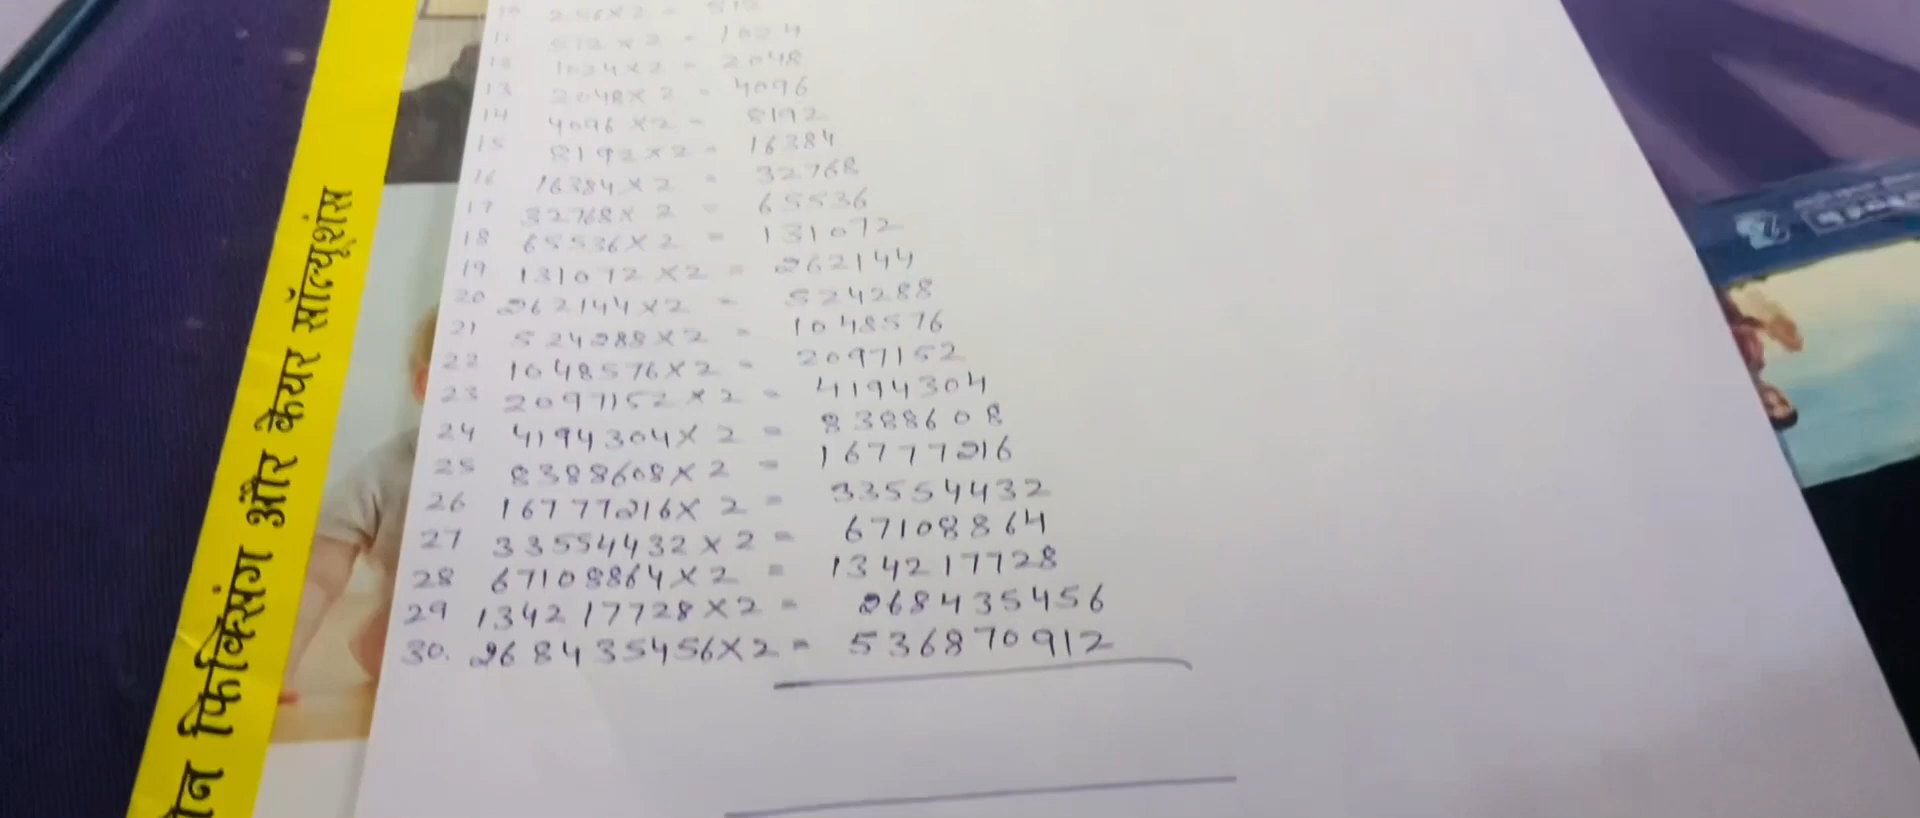 10 256×2 = 512
11 512 × 2 = 1024
12 1024×2 = 2048
13 2048×2 = 4096
14 4096 ×2 = 8192
15 8192×2 = 16384
16 16384×2 = 32768
17 32768×2 = 65536
18 65536×2 = 131072
19 131072×2 = 262144
20 262144×2 = 524288
21 524288×2 = 1048576
22 1048576×2 = 2097152
23 2097152×2 = 4194304
24 4194304×2 = 8388608
25 8388608×2 = 16777216
26 16777216×2 = 33554432
27 33554432×2 = 67108864
28 67108864×2 = 134217728
29 134217728×2 = 268435456
30. 268435456×2 = 536870912
फिक्सिंग और केयर सॉल्यूशंस